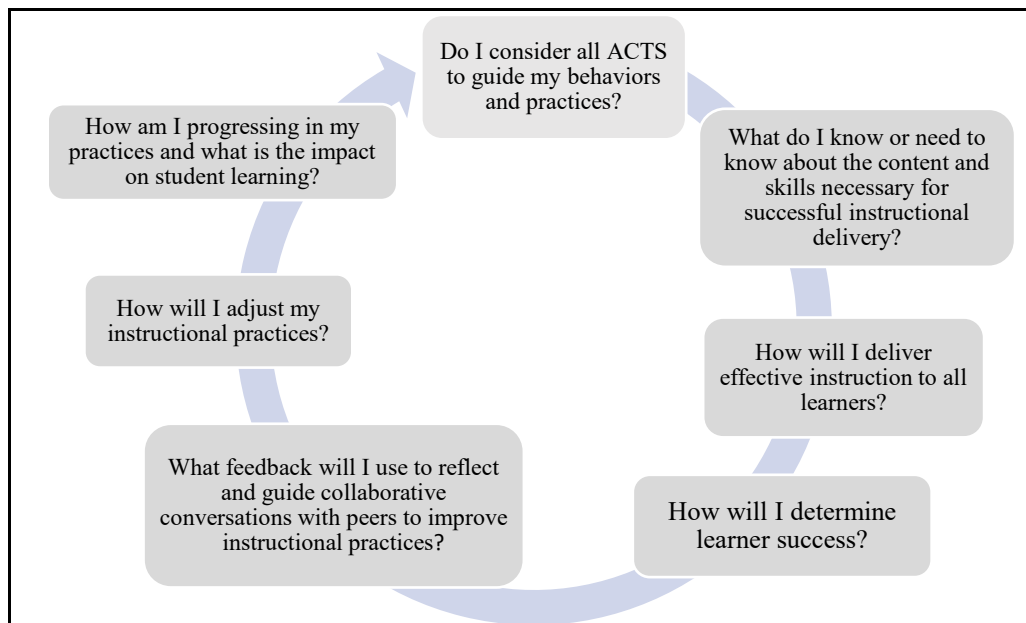 Do I consider all ACTS
to guide my behaviors
and practices?
What do I know or need to
know about the content and
skills necessary for
successful instructional
delivery?
How will I deliver
effective instruction to all
learners?
How will I determine
learner success?
What feedback will I use to reflect
and guide collaborative
conversations with peers to improve
instructional practices?
How will I adjust my
instructional practices?
How am I progressing in my
practices and what is the impact
on student learning?